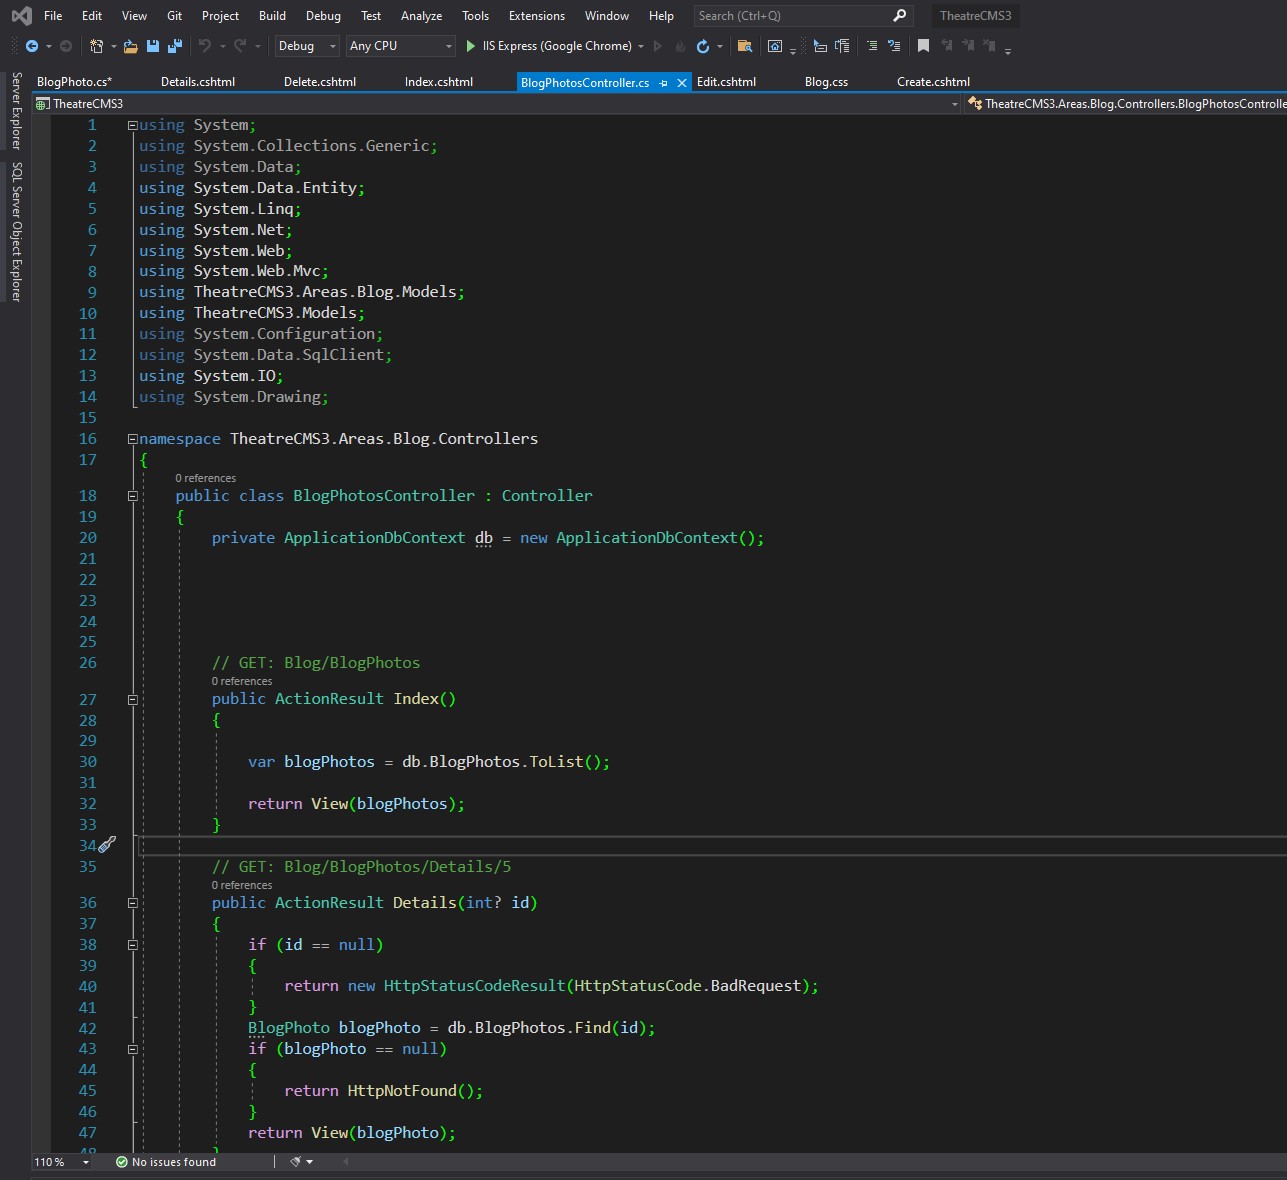 File Edit View Git Project Build Debug Test Analyze Tools Extensions Window Help Search (Ctrl+Q) TheatreCMS3
Debug Any CPU IIS Express (Google Chrome)
BlogPhoto.cs* Details.cshtml Delete.cshtml Index.cshtml BlogPhotosController.cs Edit.cshtml Blog.css Create.cshtml
TheatreCMS3 TheatreCMS3.Areas.Blog.Controllers.BlogPhotosControlle
Server Explorer
SQL Server Object Explorer
1 using System;
2 using System.Collections.Generic;
3 using System.Data;
4 using System.Data.Entity;
5 using System.Linq;
6 using System.Net;
7 using System.Web;
8 using System.Web.Mvc;
9 using TheatreCMS3.Areas.Blog.Models;
10 using TheatreCMS3.Models;
11 using System.Configuration;
12 using System.Data.SqlClient;
13 using System.IO;
14 using System.Drawing;
15
16 namespace TheatreCMS3.Areas.Blog.Controllers
17 {
0 references
18 public class BlogPhotosController : Controller
19 {
20 private ApplicationDbContext db = new ApplicationDbContext();
21
22
23
24
25
26 // GET: Blog/BlogPhotos
0 references
27 public ActionResult Index()
28 {
29
30 var blogPhotos = db.BlogPhotos.ToList();
31
32 return View(blogPhotos);
33 }
34
35 // GET: Blog/BlogPhotos/Details/5
0 references
36 public ActionResult Details(int? id)
37 {
38 if (id == null)
39 {
40 return new HttpStatusCodeResult(HttpStatusCode.BadRequest);
41 }
42 BlogPhoto blogPhoto = db.BlogPhotos.Find(id);
43 if (blogPhoto == null)
44 {
45 return HttpNotFound();
46 }
47 return View(blogPhoto);
48 }
110 % No issues found